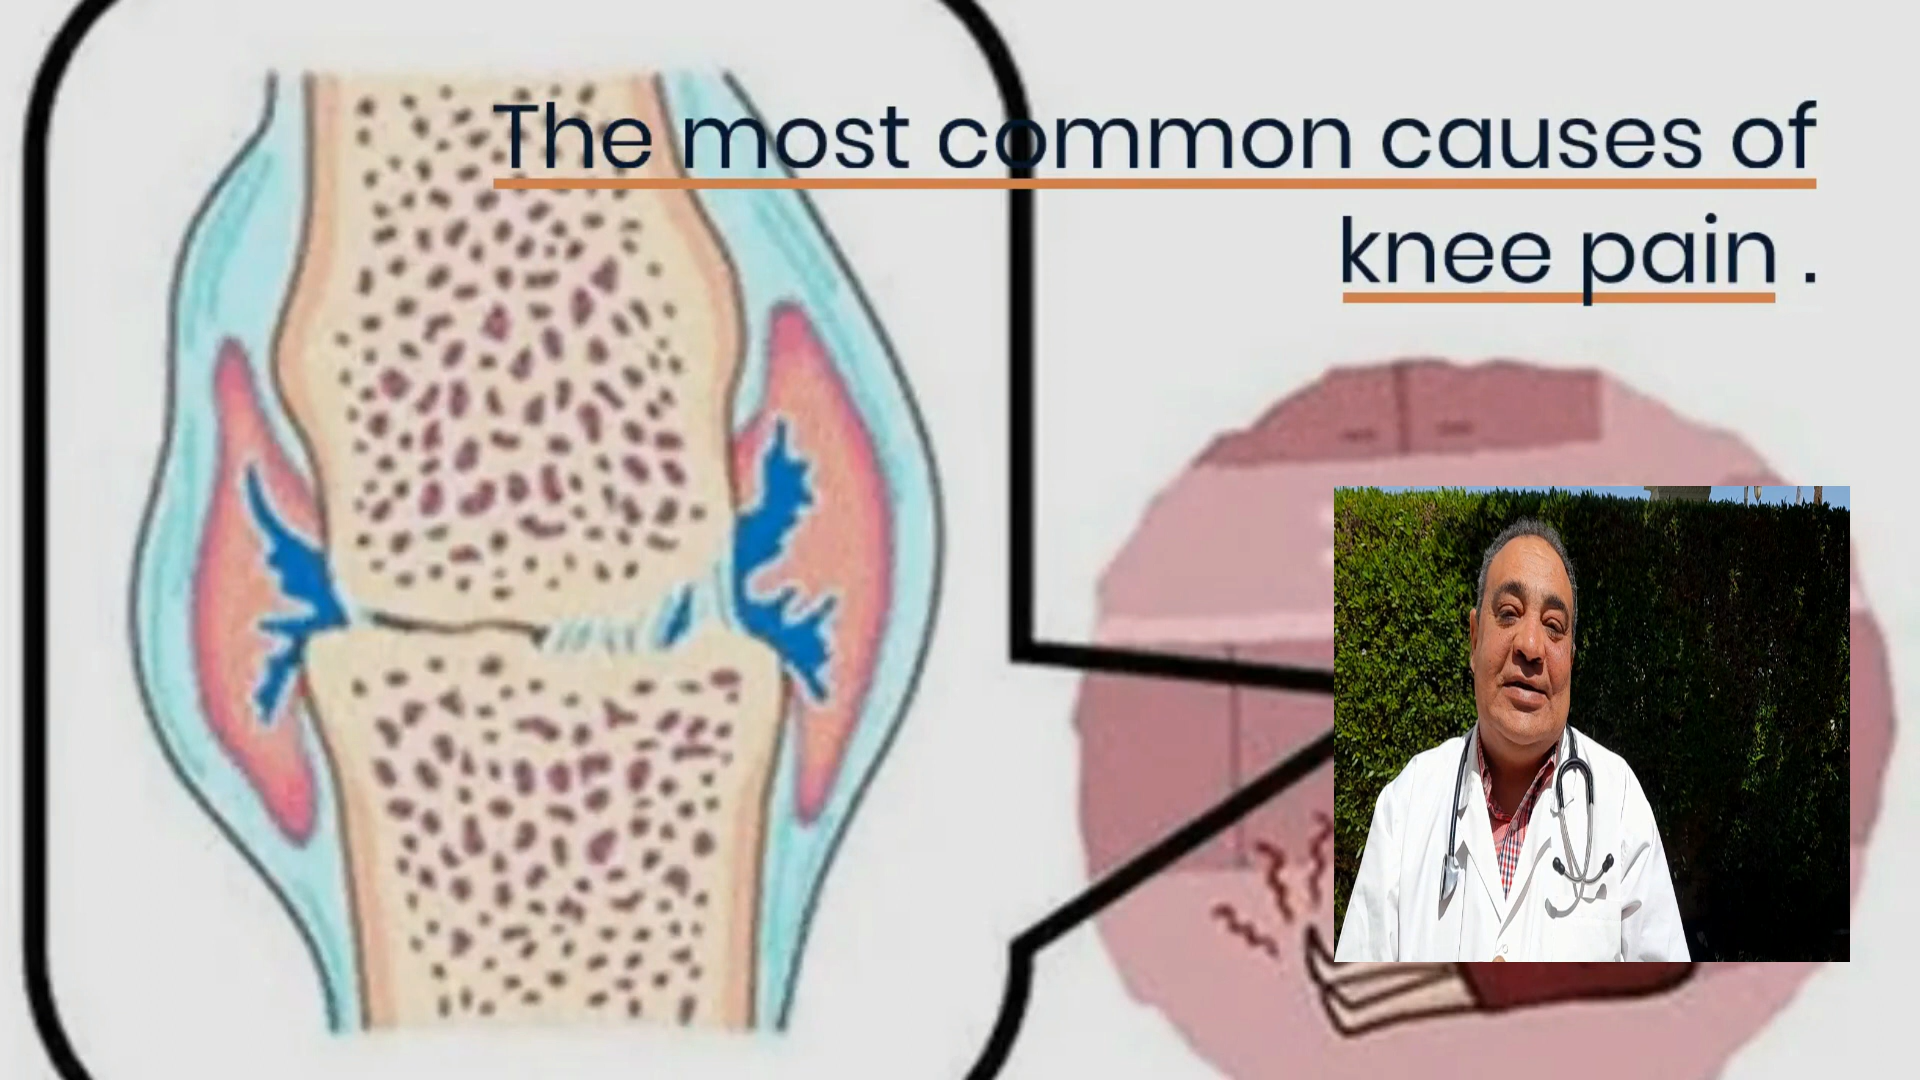 The most common causes of
knee pain .